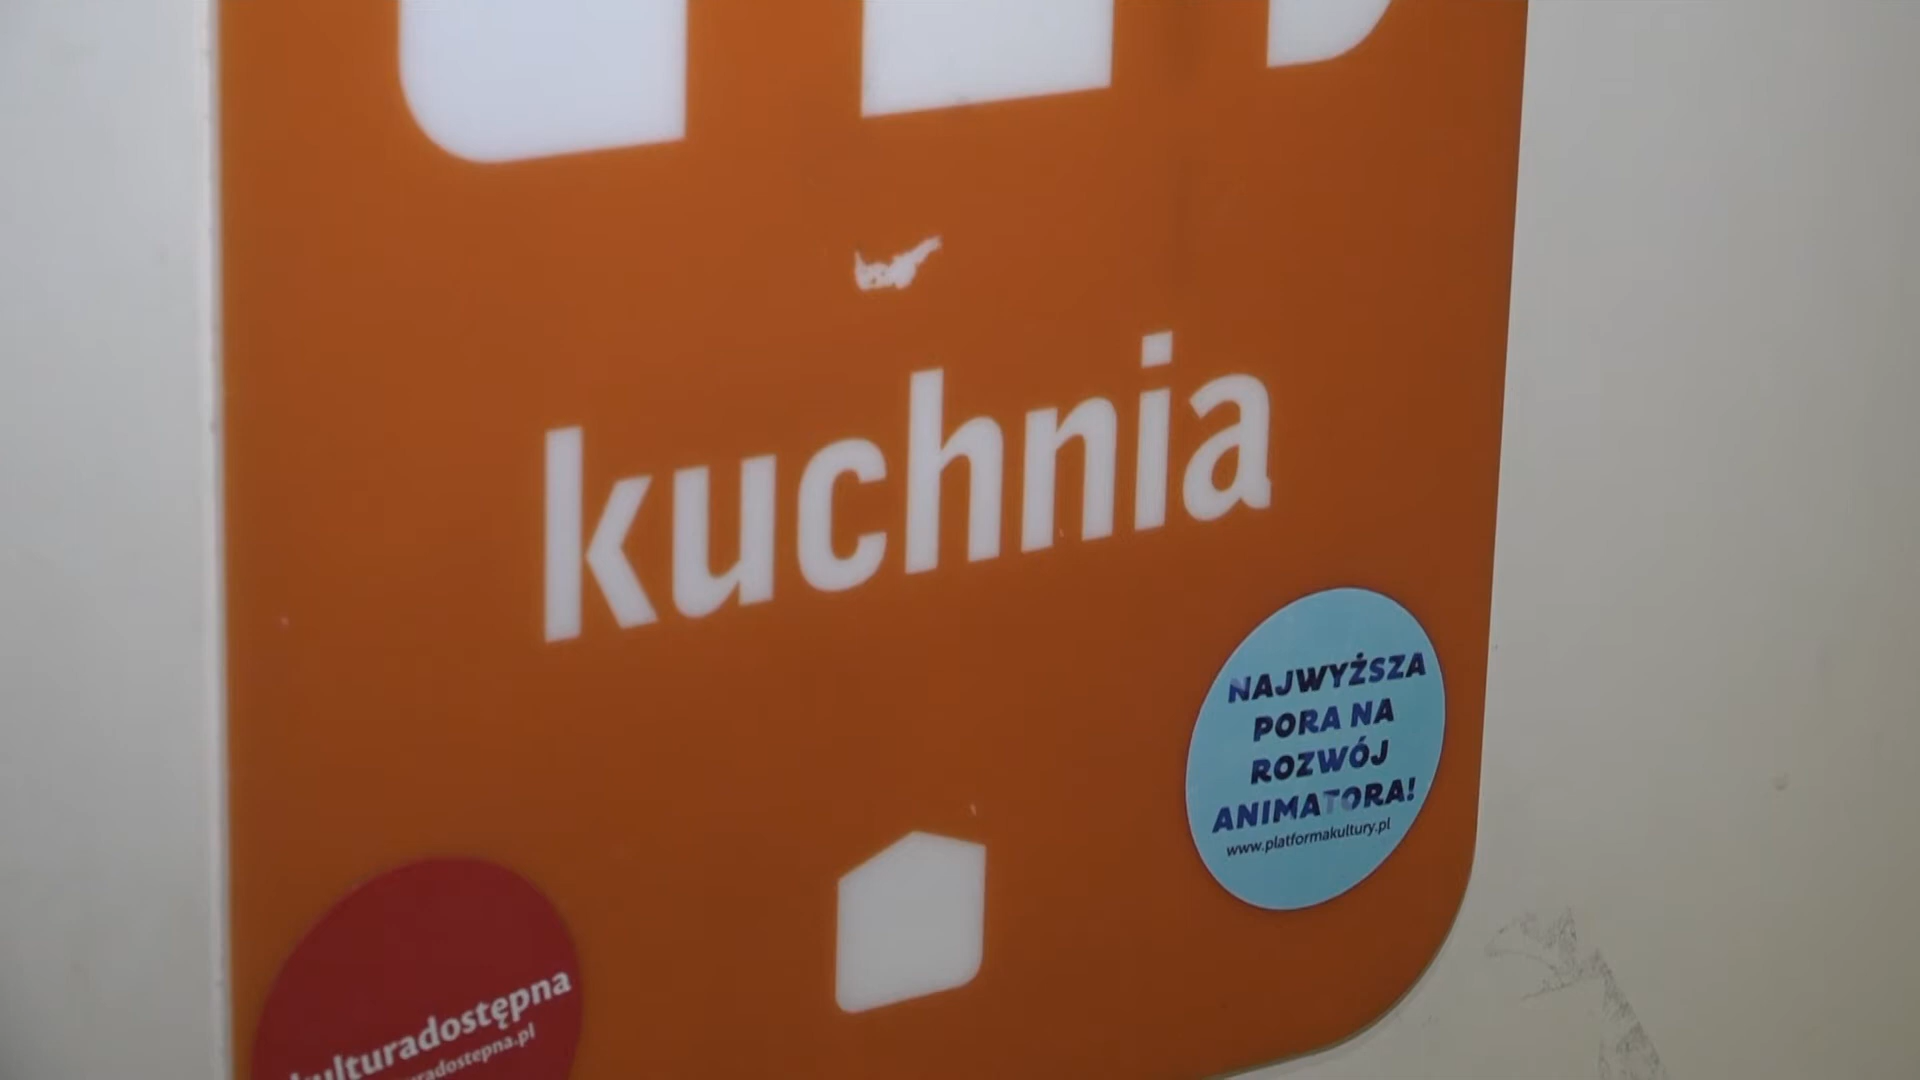 kuchnia
NAJWYŻSZA
PORA NA
ROZWÓJ
ANIMATORA!
www.platformakultury.pl
kulturadostępna